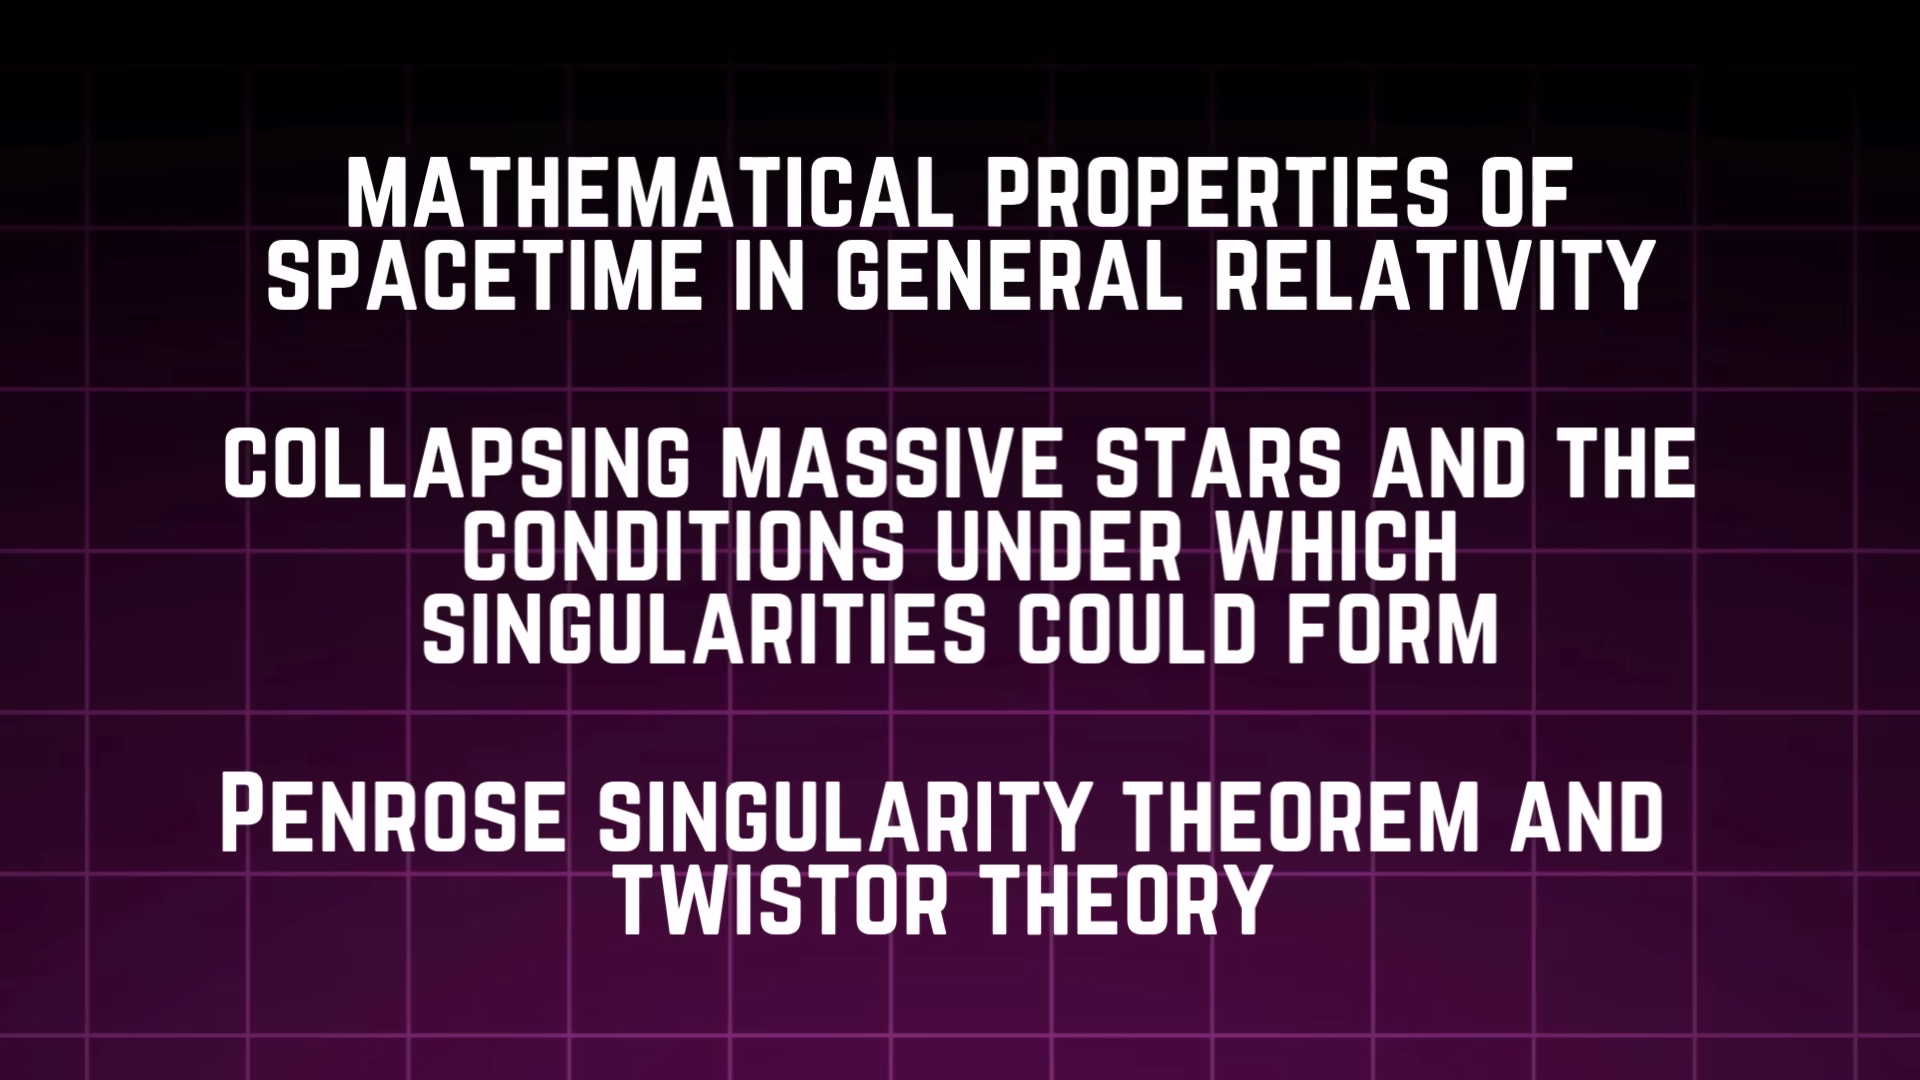 MATHEMATICAL PROPERTIES OF
SPACETIME IN GENERAL RELATIVITY
COLLAPSING MASSIVE STARS AND THE
CONDITIONS UNDER WHICH
SINGULARITIES COULD FORM
PENROSE SINGULARITY THEOREM AND
TWISTOR THEORY